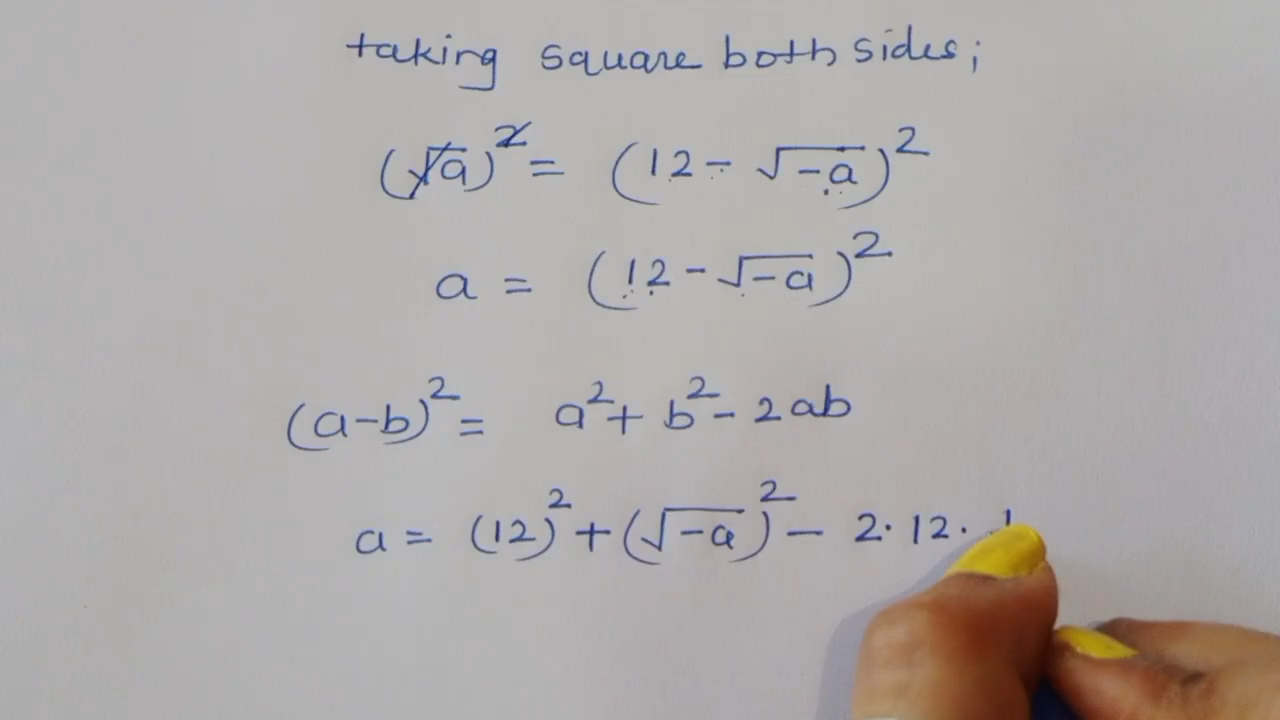 taking square both sides;
(√a)² = (12 - √-a)²
a = (12 - √-a)²
(a-b)² = a² + b² - 2ab
a = (12)² + (√-a)² - 2·12·